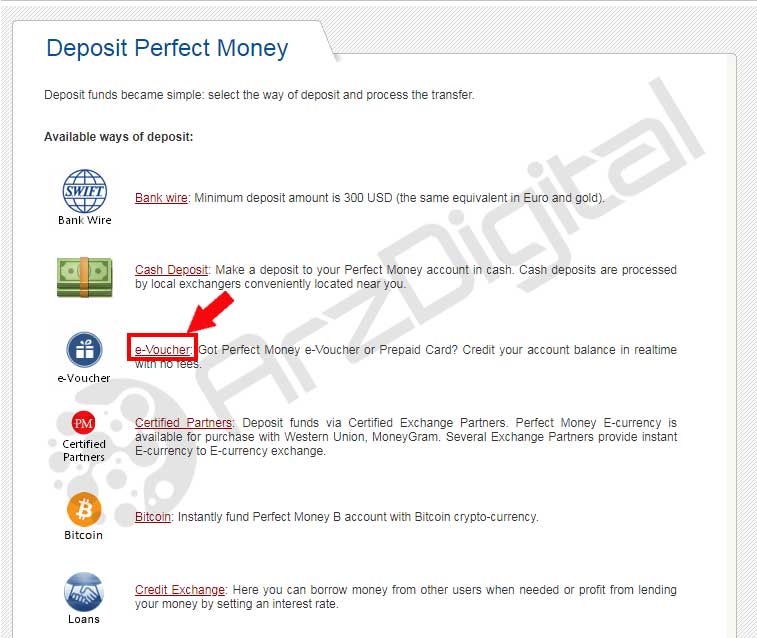 Deposit Perfect Money
Deposit funds became simple: select the way of deposit and process the transfer.
Available ways of deposit:
SWIFT
Bank Wire
Bank wire: Minimum deposit amount is 300 USD (the same equivalent in Euro and gold).
Cash Deposit: Make a deposit to your Perfect Money account in cash. Cash deposits are processed
by local exchangers conveniently located near you.
e-Voucher
e-Voucher: Got Perfect Money e-Voucher or Prepaid Card? Credit your account balance in realtime
with no fees.
PM
Certified
Partners
Certified Partners: Deposit funds via Certified Exchange Partners. Perfect Money E-currency is
available for purchase with Western Union, MoneyGram. Several Exchange Partners provide instant
E-currency to E-currency exchange.
Bitcoin
Bitcoin: Instantly fund Perfect Money B account with Bitcoin crypto-currency.
Loans
Credit Exchange: Here you can borrow money from other users when needed or profit from lending
your money by setting an interest rate.
ArzDigital